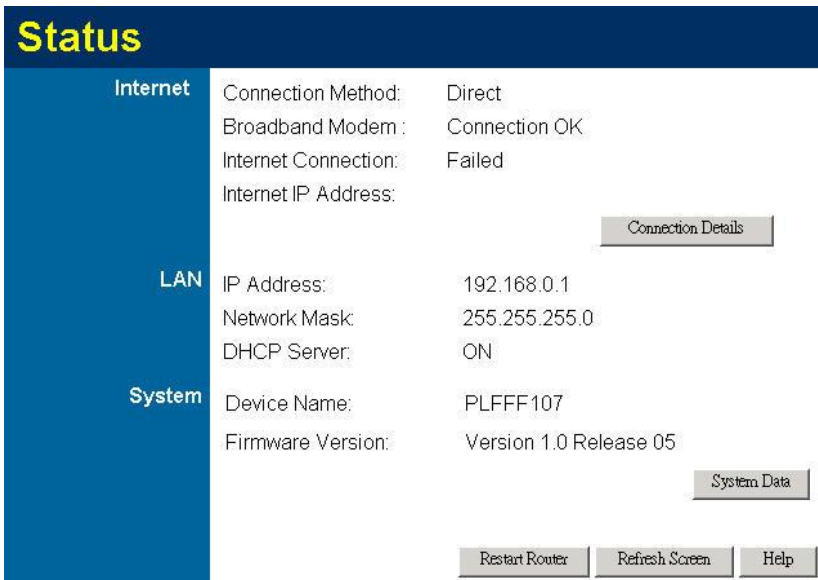 Status
Internet
Connection Method: Direct
Broadband Modem : Connection OK
Internet Connection: Failed
Internet IP Address:
Connection Details
LAN
IP Address: 192.168.0.1
Network Mask: 255.255.255.0
DHCP Server: ON
System
Device Name: PLFFF107
Firmware Version: Version 1.0 Release 05
System Data
Restart Router Refresh Screen Help